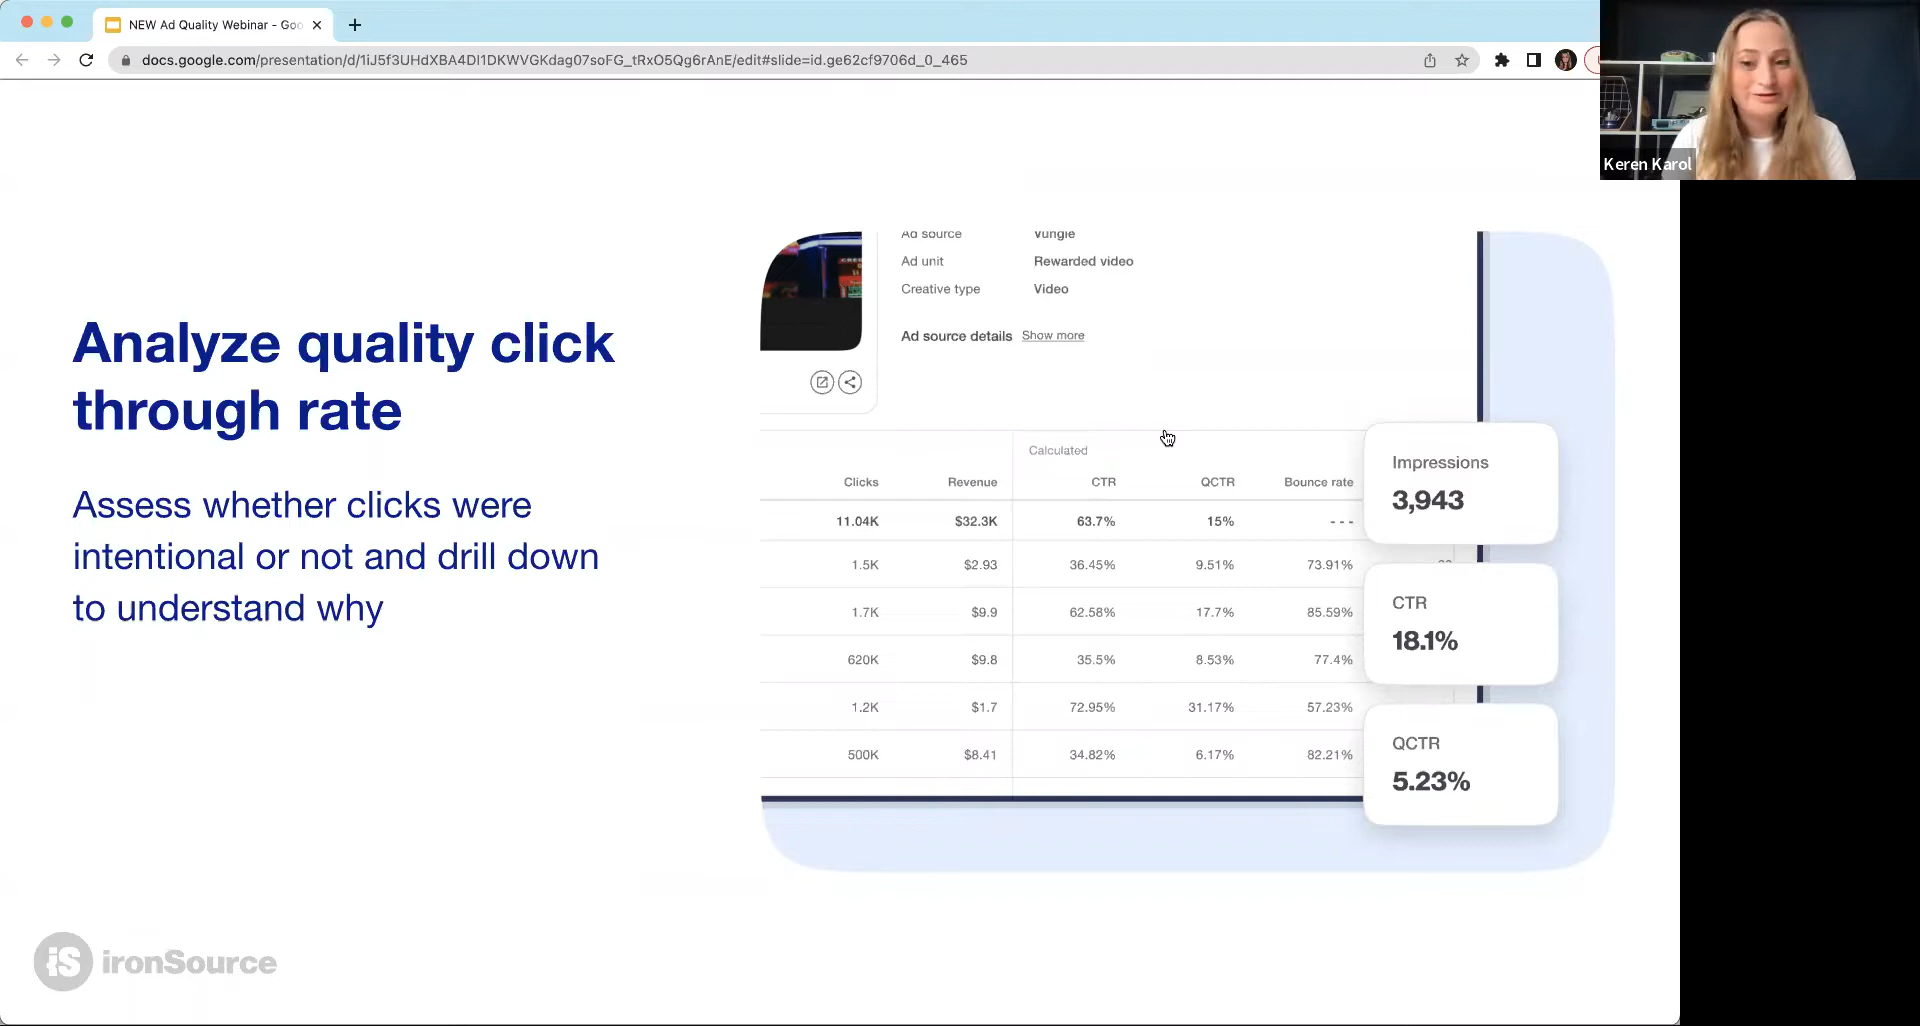 NEW Ad Quality Webinar - Goo
docs.google.com/presentation/d/1iJ5f3UHdXBA4DI1DKWVGKdag07soFG_tRxO5Qg6rAnE/edit#slide=id.ge62cf9706d_0_465
Keren Karol
Analyze quality click
through rate
Assess whether clicks were
intentional or not and drill down
to understand why
Ad source Vungle
Ad unit Rewarded video
Creative type Video
Ad source details Show more
Calculated
Clicks Revenue CTR QCTR Bounce rate
11.04K $32.3K 63.7% 15% ---
1.5K $2.93 36.45% 9.51% 73.91%
1.7K $9.9 62.58% 17.7% 85.59%
620K $9.8 35.5% 8.53% 77.4%
1.2K $1.7 72.95% 31.17% 57.23%
500K $8.41 34.82% 6.17% 82.21%
Impressions
3,943
CTR
18.1%
QCTR
5.23%
iS ironSource